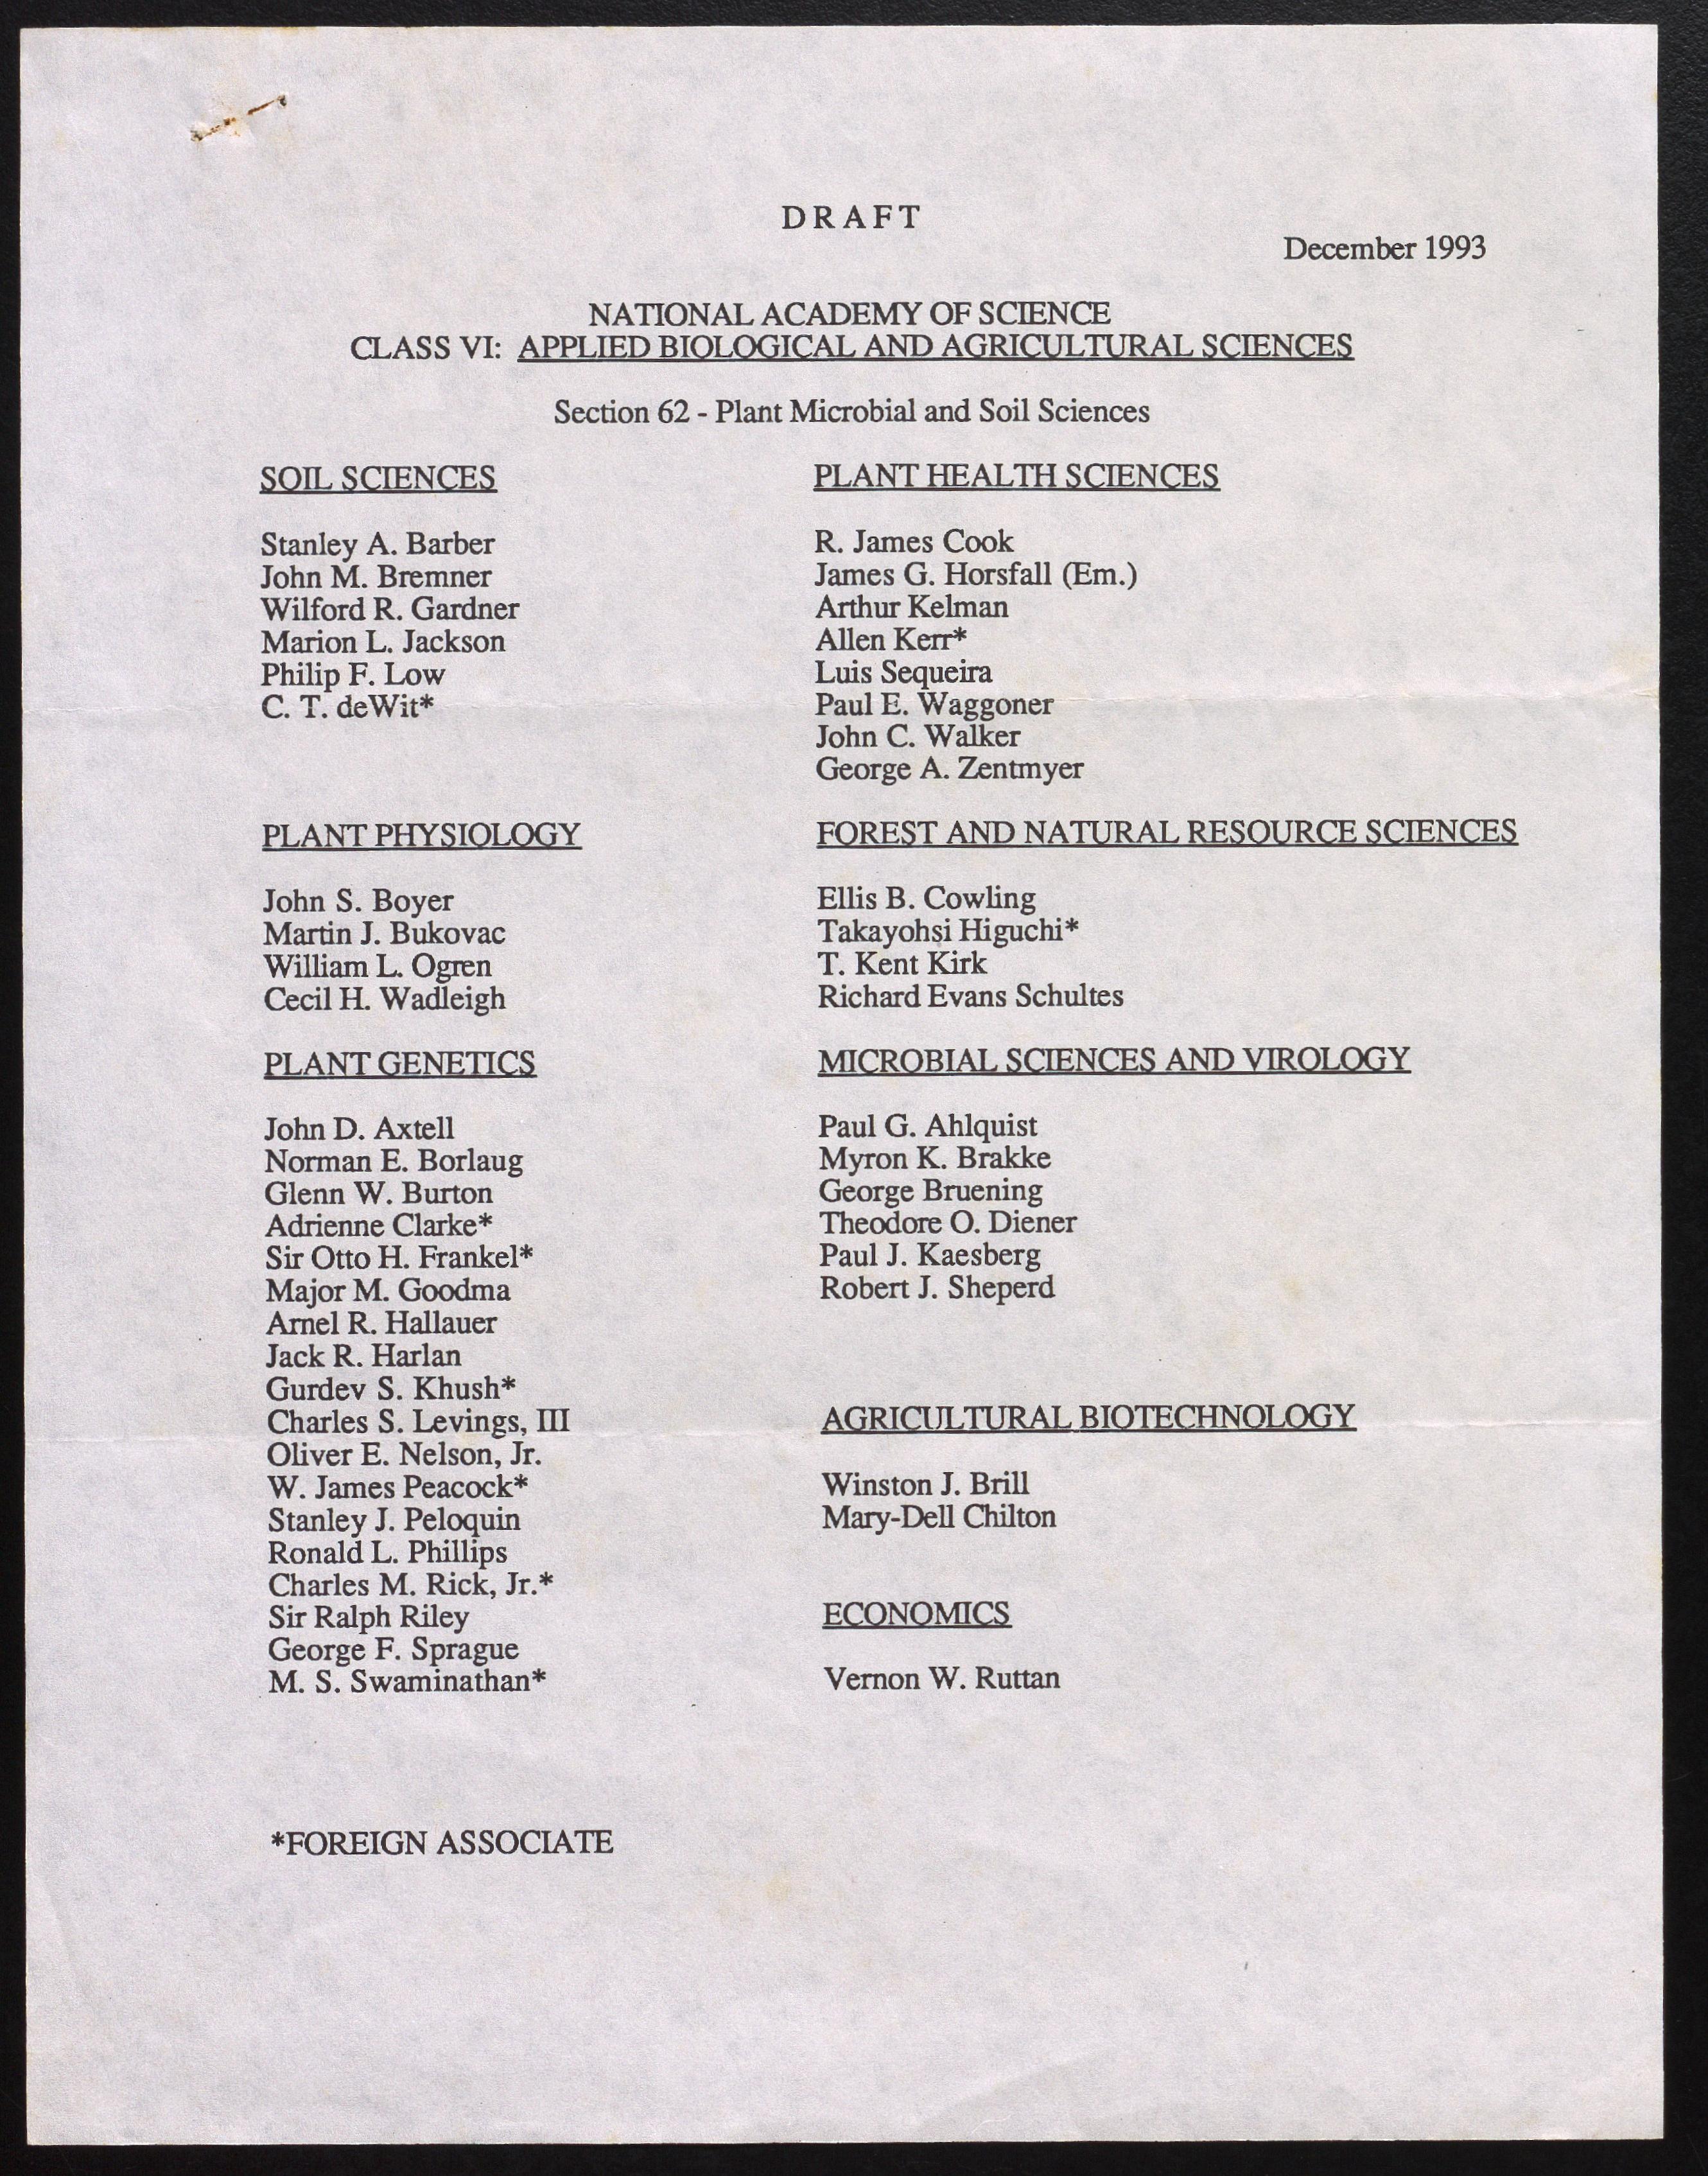 DRAFT
December 1993
NATIONAL ACADEMY OF SCIENCE
CLASS VI: APPLIED BIOLOGICAL AND AGRICULTURAL SCIENCES
Section 62 - Plant Microbial and Soil Sciences
SOIL SCIENCES
Stanley A. Barber
John M. Bremner
Wilford R. Gardner
Marion L. Jackson
Philip F. Low
C. T. deWit*
PLANT PHYSIOLOGY
John S. Boyer
Martin J. Bukovac
William L. Ogren
Cecil H. Wadleigh
PLANT GENETICS
John D. Axtell
Norman E. Borlaug
Glenn W. Burton
Adrienne Clarke*
Sir Otto H. Frankel*
Major M. Goodma
Arnel R. Hallauer
Jack R. Harlan
Gurdev S. Khush*
Charles S. Levings, III
Oliver E. Nelson, Jr.
W. James Peacock*
Stanley J. Peloquin
Ronald L. Phillips
Charles M. Rick, Jr.*
Sir Ralph Riley
George F. Sprague
M. S. Swaminathan*
PLANT HEALTH SCIENCES
R. James Cook
James G. Horsfall (Em.)
Arthur Kelman
Allen Kerr*
Luis Sequeira
Paul E. Waggoner
John C. Walker
George A. Zentmyer
FOREST AND NATURAL RESOURCE SCIENCES
Ellis B. Cowling
Takayohsi Higuchi*
T. Kent Kirk
Richard Evans Schultes
MICROBIAL SCIENCES AND VIROLOGY
Paul G. Ahlquist
Myron K. Brakke
George Bruening
Theodore O. Diener
Paul J. Kaesberg
Robert J. Sheperd
AGRICULTURAL BIOTECHNOLOGY
Winston J. Brill
Mary-Dell Chilton
ECONOMICS
Vernon W. Ruttan
*FOREIGN ASSOCIATE